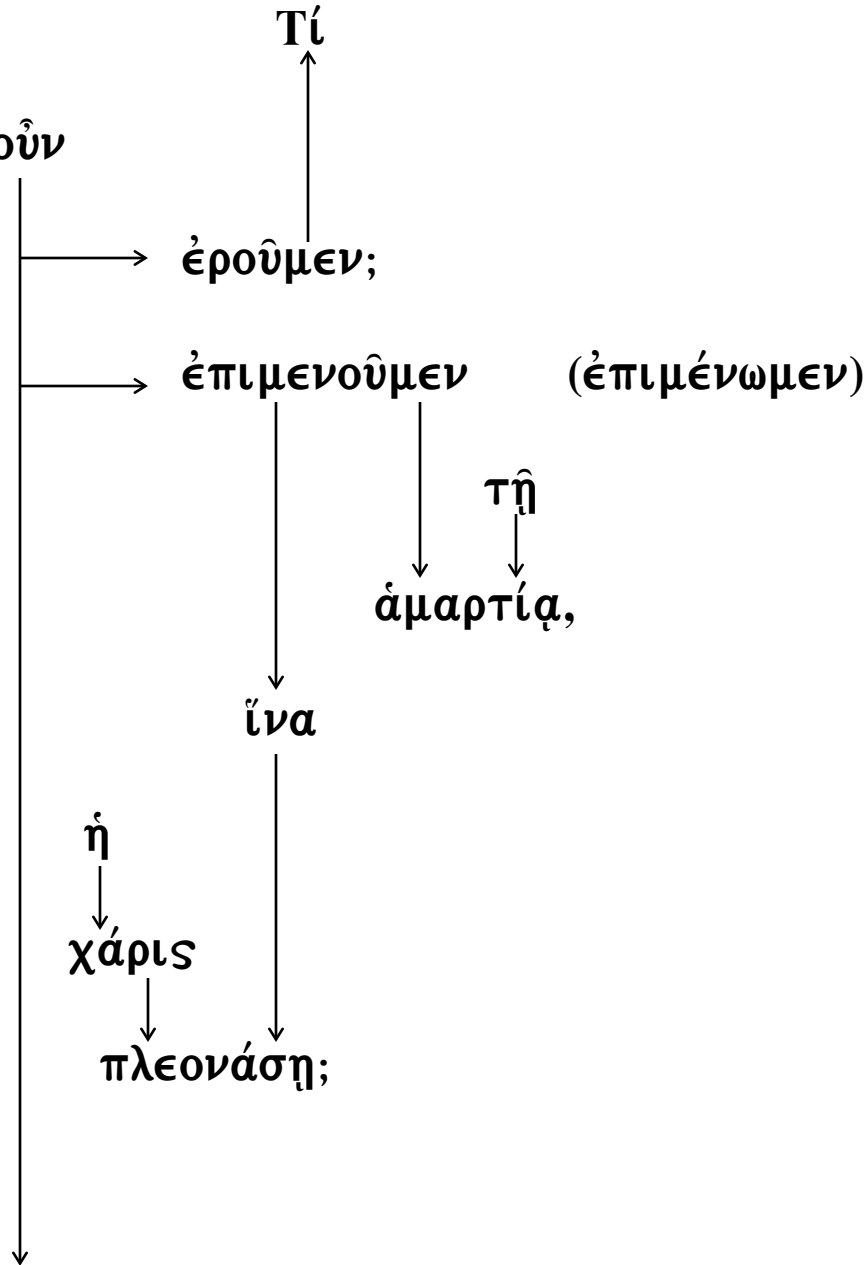 Τί
οὖν
ἐροῦμεν;
ἐπιμενοῦμεν (ἐπιμένωμεν)
τῇ
ἁμαρτίᾳ,
ἵνα
ἡ
χάρις
πλεονάσῃ;